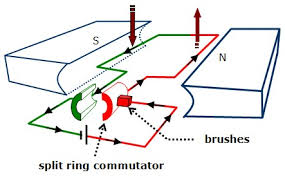 S
N
brushes
split ring commutator